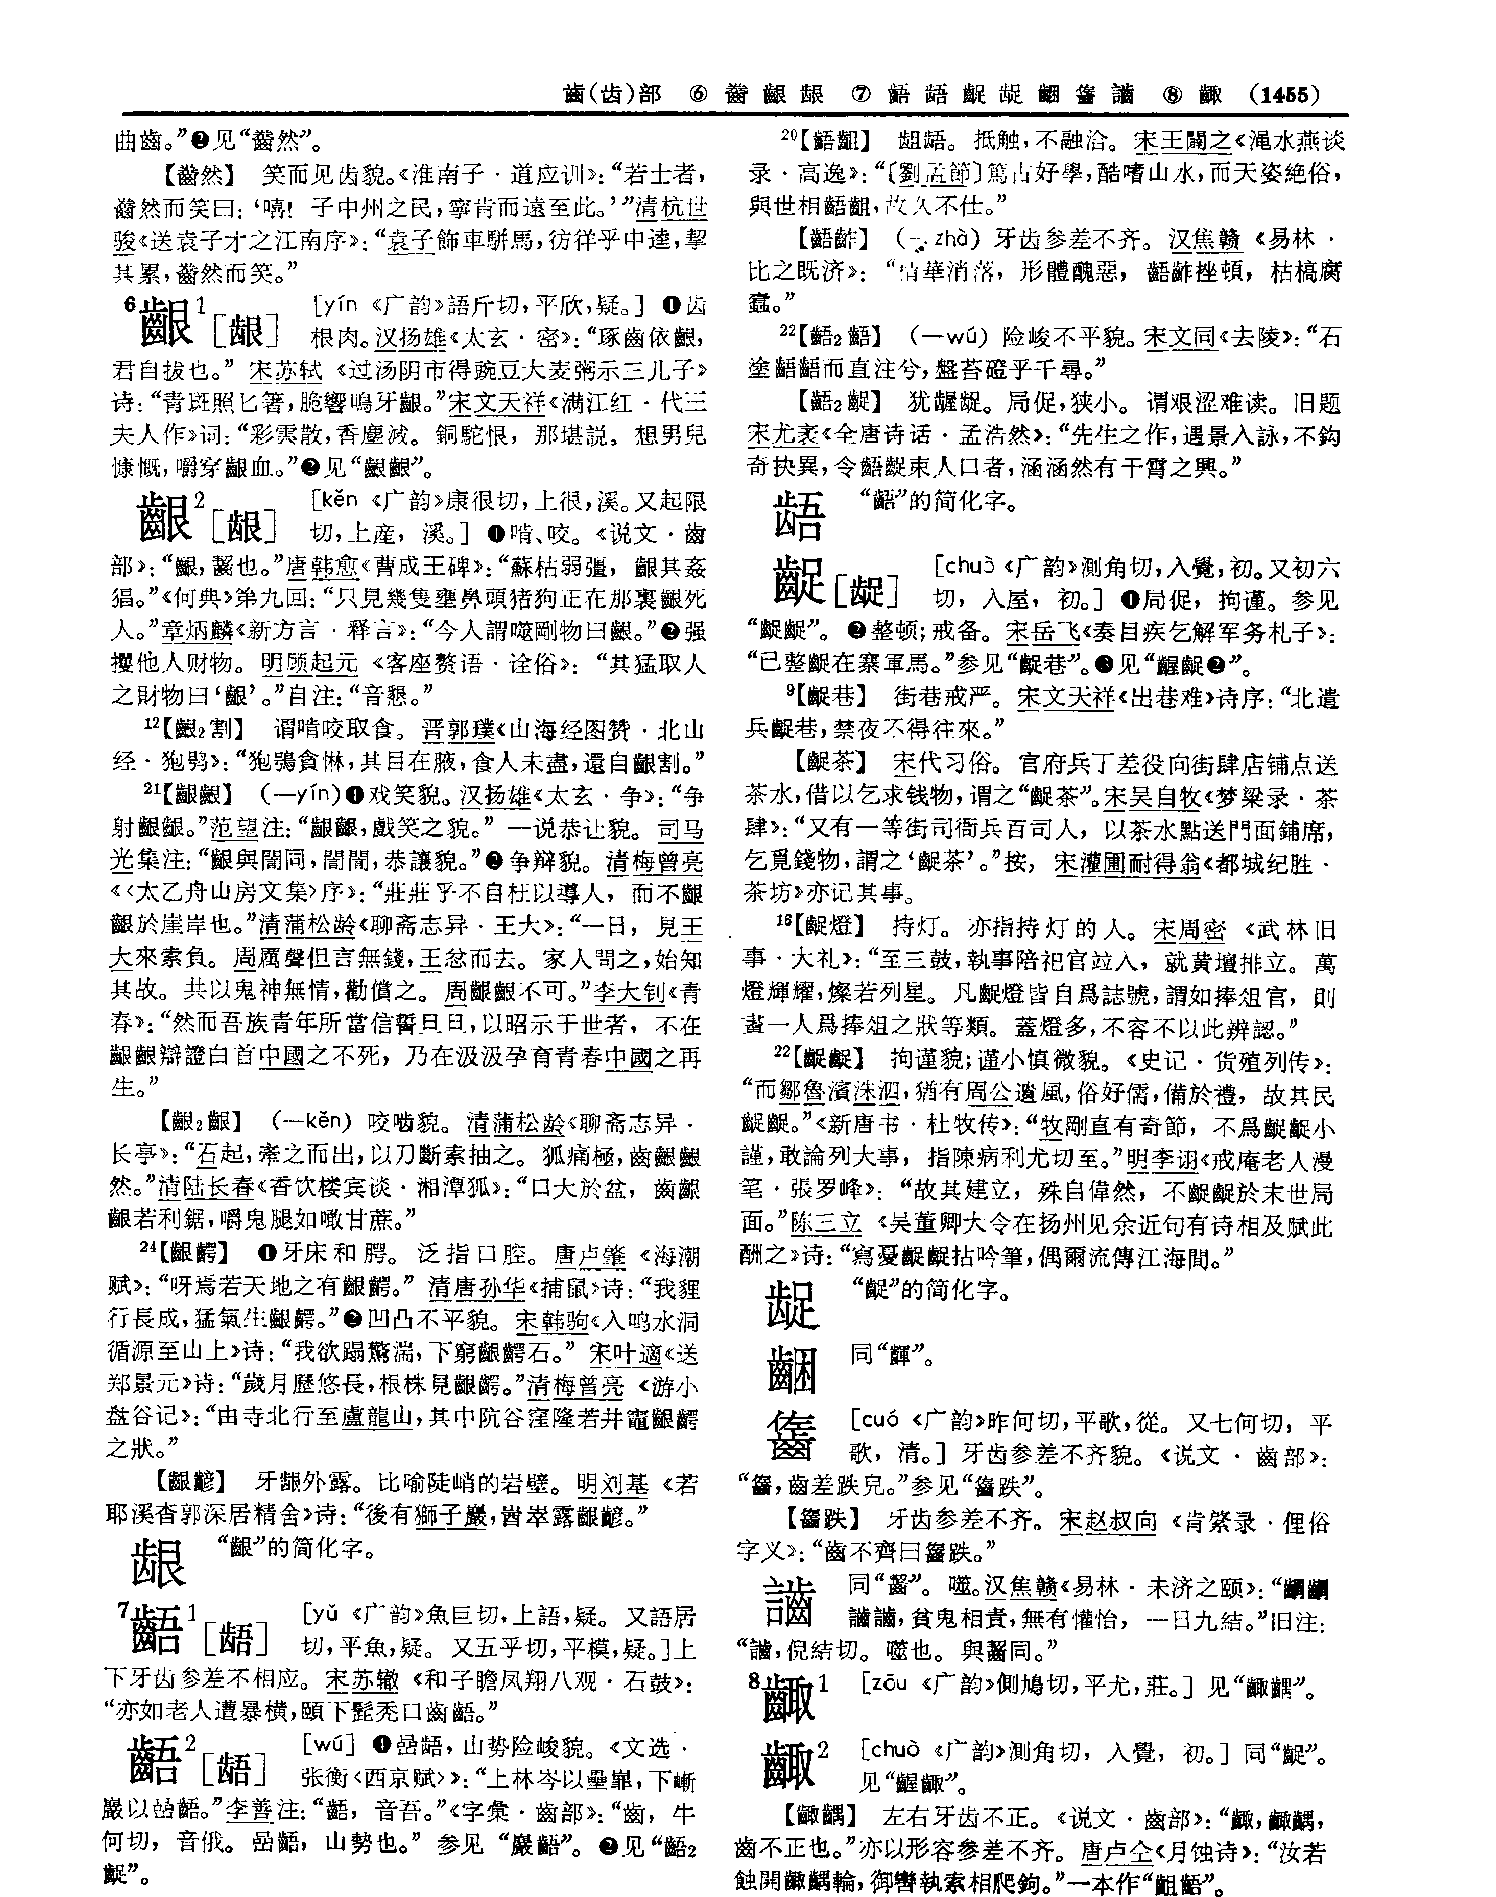 齒(齿)部 ⑥ 齤 齦 龈 ⑦ 齬 龉 齪 龊 齫 䶥 䶦 ⑧ 齱 (1455)
曲齒。”❷见“齤然”。
【齤然】 笑而见齿貌。《淮南子·道应训》：“若士者，
齤然而笑曰：‘嘻！子中州之民，寧肯而遠至此。’”清杭世
骏《送袁子才之江南序》：“袁子飾車駢馬，彷徉乎中逵，挈
其累，齤然而笑。”
6齦1［龈］ [yín《广韵》語斤切，平欣，疑。] ❶齿
根肉。汉扬雄《太玄·密》：“琢齒依齦，
君自拔也。” 宋苏轼《过汤阴市得豌豆大麦粥示三儿子》
诗：“青斑照匕箸，脆響鳴牙齦。”宋文天祥《满江红·代王
夫人作》词：“彩雲散，香塵滅。銅駝恨，那堪説。想男兒
慷慨，嚼穿齦血。”❷见“齦齦”。
齦2［龈］ [kěn《广韵》康很切，上很，溪。又起限
切，上産，溪。] ❶啃、咬。《说文·齒
部》：“齦，齧也。”唐韩愈《曹成王碑》：“蘇枯弱彊，齦其姦
猖。”《何典》第九回：“只見幾隻壅鼻頭猪狗正在那裏齦死
人。”章炳麟《新方言·释言》：“今人謂噬剛物曰齦。”❷强
攫他人财物。明顾起元《客座赘语·诠俗》：“其猛取人
之財物曰‘齦’。”自注：“音懇。”
12【齦2割】 谓啃咬取食。晋郭璞《山海经图赞·北山
经·狍鸮》：“狍鴞貪惏，其目在腋，食人未盡，還自齦割。”
21【齦齦】 （—yín）❶戏笑貌。汉扬雄《太玄·争》：“争
射齦齦。”范望注：“齦齦，戲笑之貌。” 一说恭让貌。司马
光集注：“齦與誾同，誾誾，恭讓貌。”❷争辩貌。清梅曾亮
《〈太乙舟山房文集〉序》：“莊莊乎不自枉以導人，而不齦
齦於崖岸也。”清蒲松龄《聊斋志异·王大》：“一日，見王
大來索負。周厲聲但言無錢，王忿而去。家人問之，始知
其故。共以鬼神無情，勸償之。周齦齦不可。”李大钊《青
春》：“然而吾族青年所當信誓旦旦，以昭示于世者，不在
齦齦辯證白首中國之不死，乃在汲汲孕育青春中國之再
生。”
【齦2齦】 （—kěn）咬啮貌。清蒲松龄《聊斋志异·
长亭》：“石起，牽之而出，以刀斷索抽之。狐痛極，齒齦齦
然。”清陆长春《香饮楼宾谈·湘潭狐》：“口大於盆，齒齦
齦若利鋸，嚼鬼腿如噉甘蔗。”
24【齦齶】 ❶牙床和腭。泛指口腔。唐卢肇《海潮
赋》：“呀焉若天地之有齦齶。” 清唐孙华《捕鼠》诗：“我貍
行長成，猛氣生齦齶。”❷凹凸不平貌。宋韩驹《入鸣水洞
循源至山上》诗：“我欲蹋驚湍，下窮齦齶石。” 宋叶適《送
郑景元》诗：“歲月歷悠長，根株見齦齶。”清梅曾亮《游小
盘谷记》：“由寺北行至盧龍山，其中阬谷窪隆若井竈齦齶
之狀。”
【齦齴】 牙龈外露。比喻陡峭的岩壁。明刘基《若
耶溪杳郭深居精舍》诗：“後有獅子巖，峕崒露齦齴。”
龈 “齦”的简化字。
7齬1［龉］ [yǔ《广韵》魚巨切，上語，疑。又語居
切，平魚，疑。又五乎切，平模，疑。]上
下牙齿参差不相应。宋苏辙《和子瞻凤翔八观·石鼓》：
“亦如老人遭暴横，頤下髭秃口齒齬。”
齬2［龉］ [wú] ❶嵒齬，山势险峻貌。《文选·
张衡〈西京赋〉》：“上林岑以壘嶵，下嶃
巖以嵒齬。”李善注：“齬，音吾。”《字彙·齒部》：“齒，牛
何切，音俄。嵒齬，山勢也。” 参见“巖齬”。❷见“齬2
齪”。
20【齬齟】 龃龉。抵触，不融洽。宋王闢之《渑水燕谈
录·高逸》：“〔劉孟節〕篤古好學，酷嗜山水，而天姿絶俗，
與世相齬齟，故久不仕。”
【齬齰】 （—zhà）牙齿参差不齐。汉焦赣《易林·
比之既济》：“精華消落，形體醜惡，齬齰挫頓，枯槁腐
蠹。”
22【齬2齬】 （—wú）险峻不平貌。宋文同《去陵》：“石
塗齬齬而直注兮，盤苔磴乎千尋。”
【齬2齪】 犹龌龊。局促，狭小。谓艰涩难读。旧题
宋尤袤《全唐诗话·孟浩然》：“先生之作，遇景入詠，不鈎
奇抉異，令齬齪束人口者，涵涵然有干霄之興。”
龉 “齬”的简化字。
齪［龊］ [chuò《广韵》測角切，入覺，初。又初六
切，入屋，初。] ❶局促，拘谨。参见
“齪齪”。❷整顿；戒备。宋岳飞《奏目疾乞解军务札子》：
“已整齪在寨軍馬。”参见“齪巷”。❸见“齷齪❷”。
9【齪巷】 街巷戒严。宋文天祥《出巷难》诗序：“北遣
兵齪巷，禁夜不得往來。”
【齪茶】 宋代习俗。官府兵丁差役向街肆店铺点送
茶水，借以乞求钱物，谓之“齪茶”。宋吴自牧《梦粱录·茶
肆》：“又有一等街司衙兵百司人，以茶水點送門面鋪席，
乞覓錢物，謂之‘齪茶’。”按，宋灌圃耐得翁《都城纪胜·
茶坊》亦记其事。
16【齪燈】 持灯。亦指持灯的人。宋周密《武林旧
事·大礼》：“至三鼓，執事陪祀官竝入，就黄壇排立。萬
燈輝耀，燦若列星。凡齪燈皆自爲誌號，謂如捧俎官，則
畫一人爲捧俎之狀等類。蓋燈多，不容不以此辨認。”
22【齪齪】 拘谨貌；谨小慎微貌。《史记·货殖列传》：
“而鄒魯濱洙泗，猶有周公遺風，俗好儒，備於禮，故其民
齪齪。”《新唐书·杜牧传》：“牧剛直有奇節，不爲齪齪小
謹，敢論列大事，指陳病利尤切至。”明李诩《戒庵老人漫
笔·張罗峰》：“故其建立，殊自偉然，不齪齪於末世局
面。”陈三立《吴董卿大令在扬州见余近句有诗相及赋此
酬之》诗：“寫憂齪齪拈吟筆，偶爾流傳江海間。”
龊 “齪”的简化字。
齫 同“齳”。
䶥 [cuó《广韵》昨何切，平歌，從。又七何切，平
歌，清。] 牙齿参差不齐貌。《说文·齒部》：
“䶥，齒差跌皃。”参见“䶥跌”。
【䶥跌】 牙齿参差不齐。宋赵叔向《肯綮录·俚俗
字义》：“齒不齊曰䶥跌。”
同“齧”。噬。汉焦赣《易林·未济之颐》：“
貧鬼相責，無有懽怡，一日九結。”旧注：
“倪結切。噬也。與齧同。”
8齱1 [zōu《广韵》側鳩切，平尤，莊。] 见“齱齵”。
齱2 [chuò《广韵》測角切，入覺，初。] 同“齪”。
见“齷齱”。
【齱齵】 左右牙齿不正。《说文·齒部》：“齱，齱齵，
齒不正也。”亦以形容参差不齐。唐卢仝《月蚀诗》：“汝若
蝕開齱齵輪，御轡執索相爬鉤。”一本作“齟齬”。